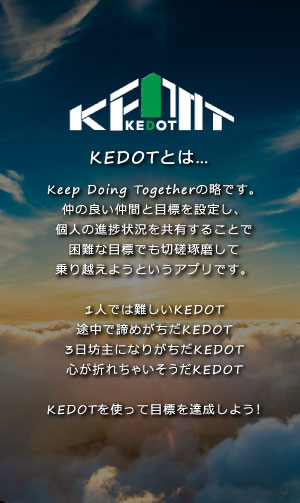 KEDOT
KEDOT
KEDOTとは...
Keep Doing Togetherの略です。
仲の良い仲間と目標を設定し、
個人の進捗状況を共有することで
困難な目標でも切磋琢磨して
乗り越えようというアプリです。
1人では難しいKEDOT
途中で諦めがちだKEDOT
3日坊主になりがちだKEDOT
心が折れちゃいそうだKEDOT
KEDOTを使って目標を達成しよう!